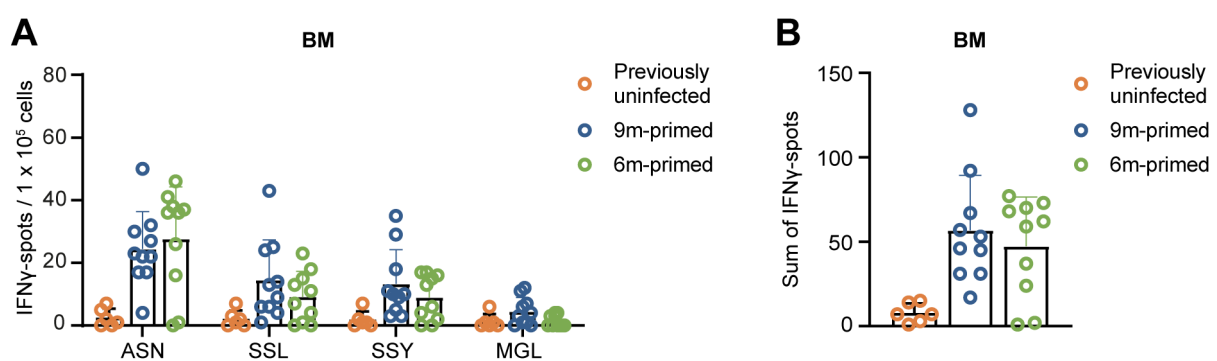 A
BM
IFNγ-spots / 1 x 10⁵ cells
80
60
40
20
0
ASN
SSL
SSY
MGL
Previously
uninfected
9m-primed
6m-primed
B
BM
Sum of IFNγ-spots
150
100
50
0
Previously
uninfected
9m-primed
6m-primed